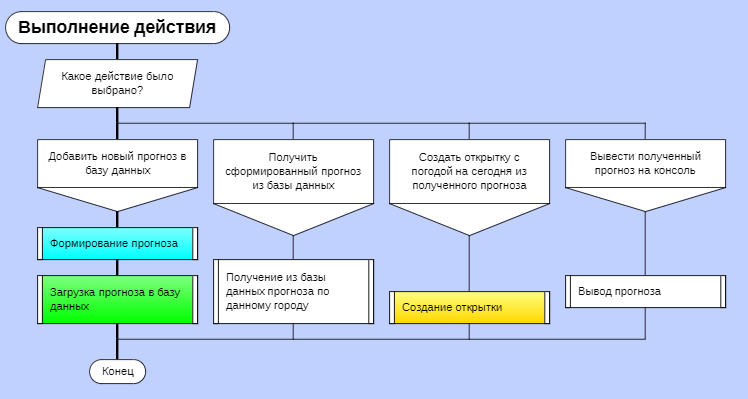 Выполнение действия
Какое действие было
выбрано?
Добавить новый прогноз в
базу данных
Получить
сформированный прогноз
из базы данных
Создать открытку с
погодой на сегодня из
полученного прогноза
Вывести полученный
прогноз на консоль
Формирование прогноза
Загрузка прогноза в базу
данных
Получение из базы
данных прогноза по
данному городу
Создание открытки
Вывод прогноза
Конец